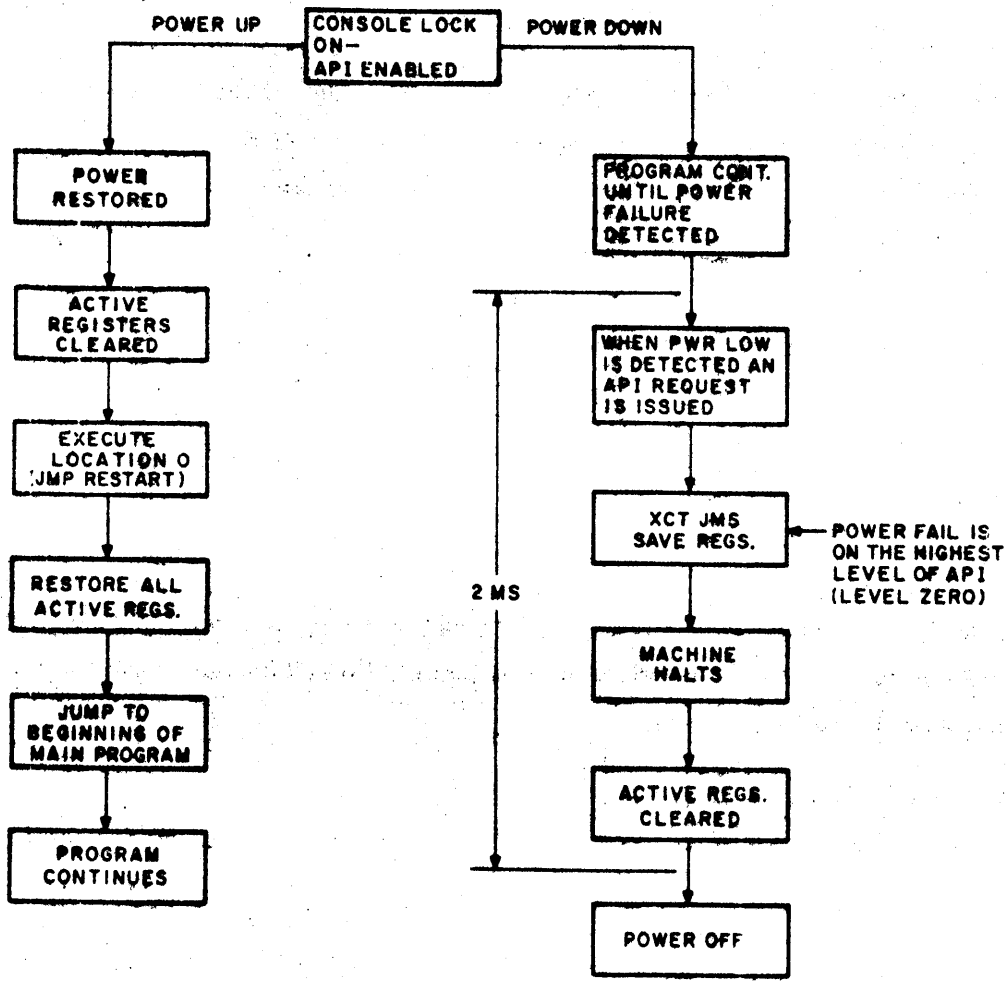 POWER UP
CONSOLE LOCK
ON—
API ENABLED
POWER DOWN
POWER
RESTORED
ACTIVE
REGISTERS
CLEARED
EXECUTE
LOCATION 0
(JMP RESTART)
RESTORE ALL
ACTIVE REGS.
JUMP TO
BEGINNING OF
MAIN PROGRAM
PROGRAM
CONTINUES
PROGRAM CONT.
UNTIL POWER
FAILURE
DETECTED
WHEN PWR LOW
IS DETECTED AN
API REQUEST
IS ISSUED
XCT JMS
SAVE REGS.
POWER FAIL IS
ON THE HIGHEST
LEVEL OF API
(LEVEL ZERO)
2 MS
MACHINE
HALTS
ACTIVE REGS.
CLEARED
POWER OFF